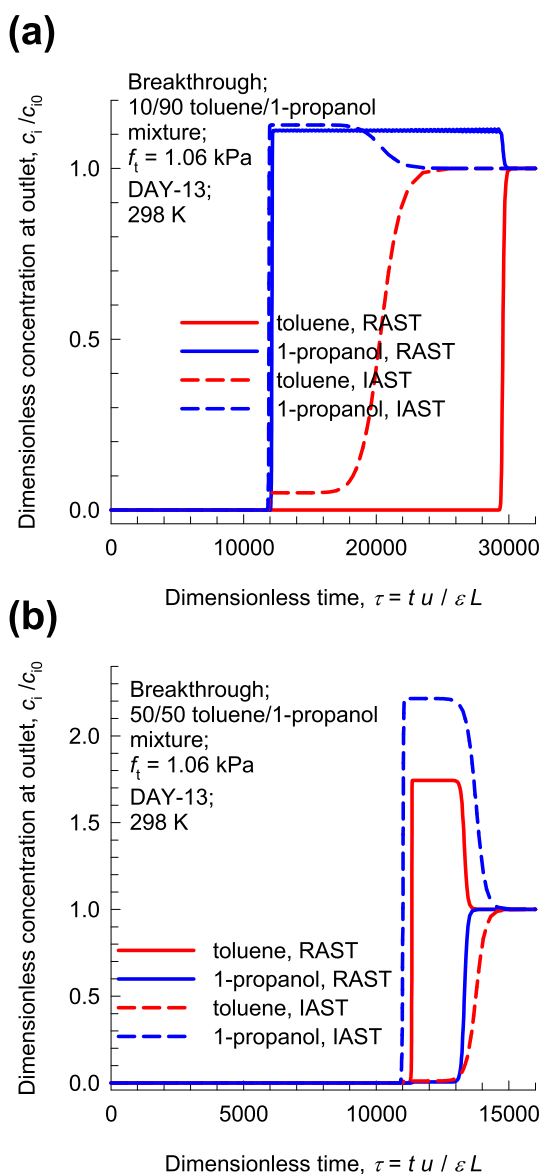 (a)
Breakthrough;
10/90 toluene/1-propanol
mixture;
f_t = 1.06 kPa
DAY-13;
298 K
Dimensionless concentration at outlet, c_i /c_i0
1.0
0.5
0.0
toluene, RAST
1-propanol, RAST
toluene, IAST
1-propanol, IAST
0 10000 20000 30000
Dimensionless time, τ = t u / ε L
(b)
Breakthrough;
50/50 toluene/1-propanol
mixture;
f_t = 1.06 kPa
DAY-13;
298 K
Dimensionless concentration at outlet, c_i /c_i0
2.0
1.5
1.0
0.5
0.0
toluene, RAST
1-propanol, RAST
toluene, IAST
1-propanol, IAST
0 5000 10000 15000
Dimensionless time, τ = t u / ε L